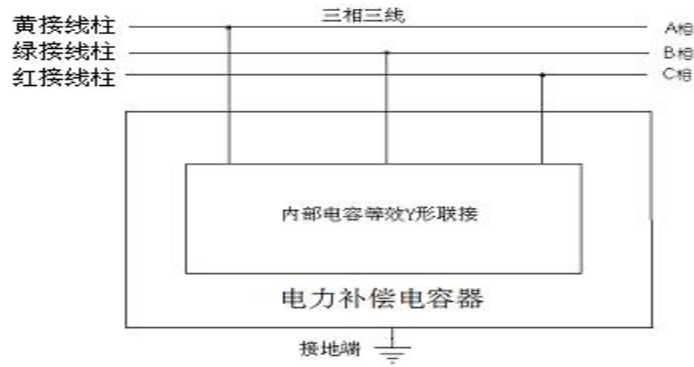 三相三线
黄接线柱 A相
绿接线柱 B相
红接线柱 C相
内部电容等效Y形联接
电力补偿电容器
接地端